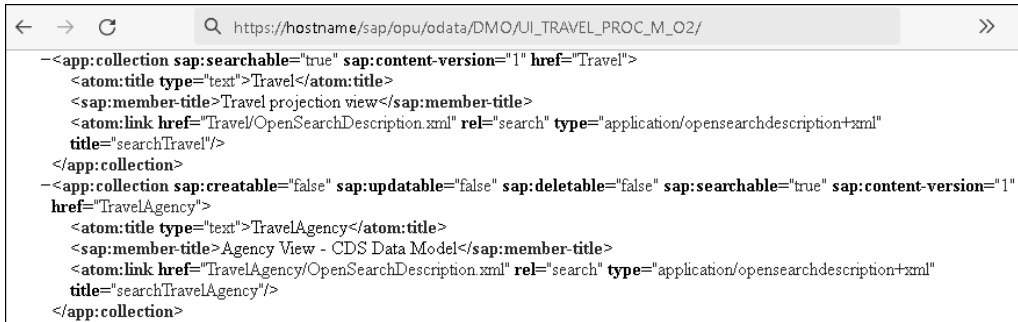 https://hostname/sap/opu/odata/DMO/UI_TRAVEL_PROC_M_O2/
−<app:collection sap:searchable="true" sap:content-version="1" href="Travel">
<atom:title type="text">Travel</atom:title>
<sap:member-title>Travel projection view</sap:member-title>
<atom:link href="Travel/OpenSearchDescription.xml" rel="search" type="application/opensearchdescription+xml"
title="searchTravel"/>
</app:collection>
−<app:collection sap:creatable="false" sap:updatable="false" sap:deletable="false" sap:searchable="true" sap:content-version="1"
href="TravelAgency">
<atom:title type="text">TravelAgency</atom:title>
<sap:member-title>Agency View - CDS Data Model</sap:member-title>
<atom:link href="TravelAgency/OpenSearchDescription.xml" rel="search" type="application/opensearchdescription+xml"
title="searchTravelAgency"/>
</app:collection>